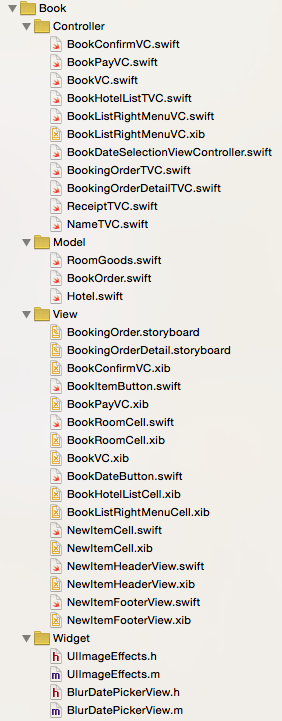 Book
Controller
BookConfirmVC.swift
BookPayVC.swift
BookVC.swift
BookHotelListTVC.swift
BookListRightMenuVC.swift
BookListRightMenuVC.xib
BookDateSelectionViewController.swift
BookingOrderTVC.swift
BookingOrderDetailTVC.swift
ReceiptTVC.swift
NameTVC.swift
Model
RoomGoods.swift
BookOrder.swift
Hotel.swift
View
BookingOrder.storyboard
BookingOrderDetail.storyboard
BookConfirmVC.xib
BookItemButton.swift
BookPayVC.xib
BookRoomCell.swift
BookRoomCell.xib
BookVC.xib
BookDateButton.swift
BookHotelListCell.xib
BookListRightMenuCell.xib
NewItemCell.swift
NewItemCell.xib
NewItemHeaderView.swift
NewItemHeaderView.xib
NewItemFooterView.swift
NewItemFooterView.xib
Widget
h UIImageEffects.h
m UIImageEffects.m
h BlurDatePickerView.h
m BlurDatePickerView.m